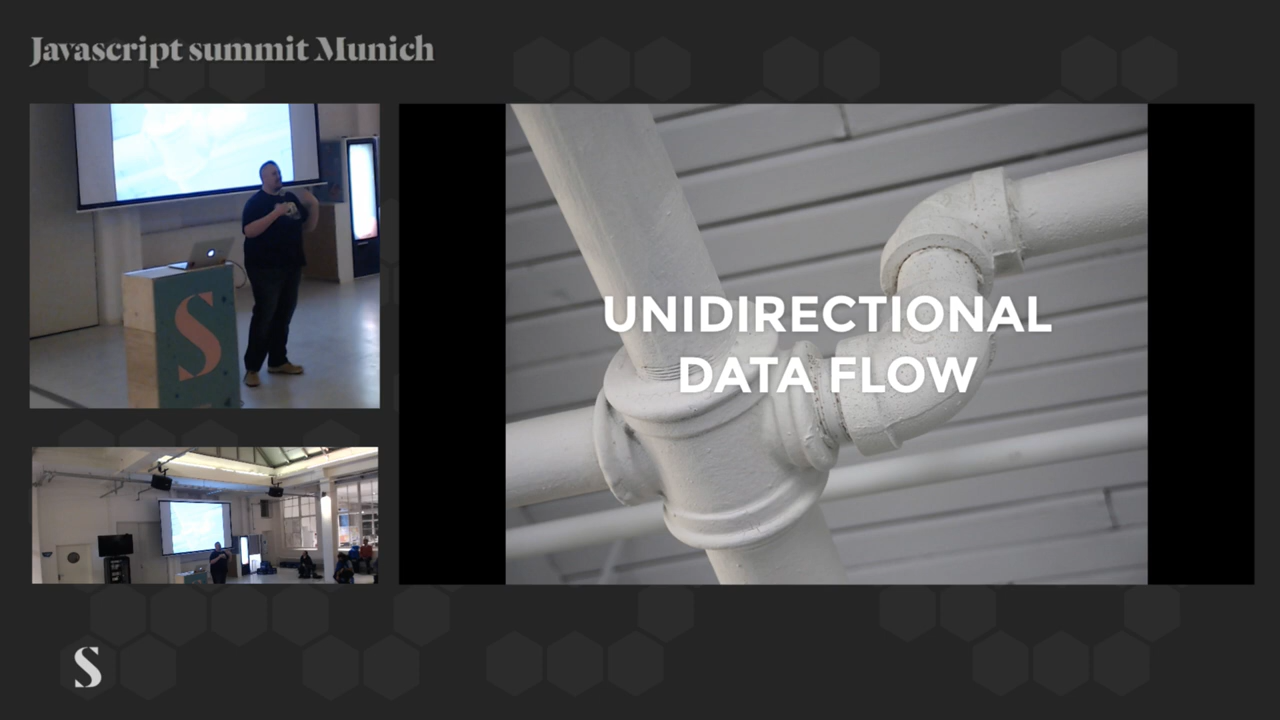 Javascript summit Munich
UNIDIRECTIONAL
DATA FLOW
S
S